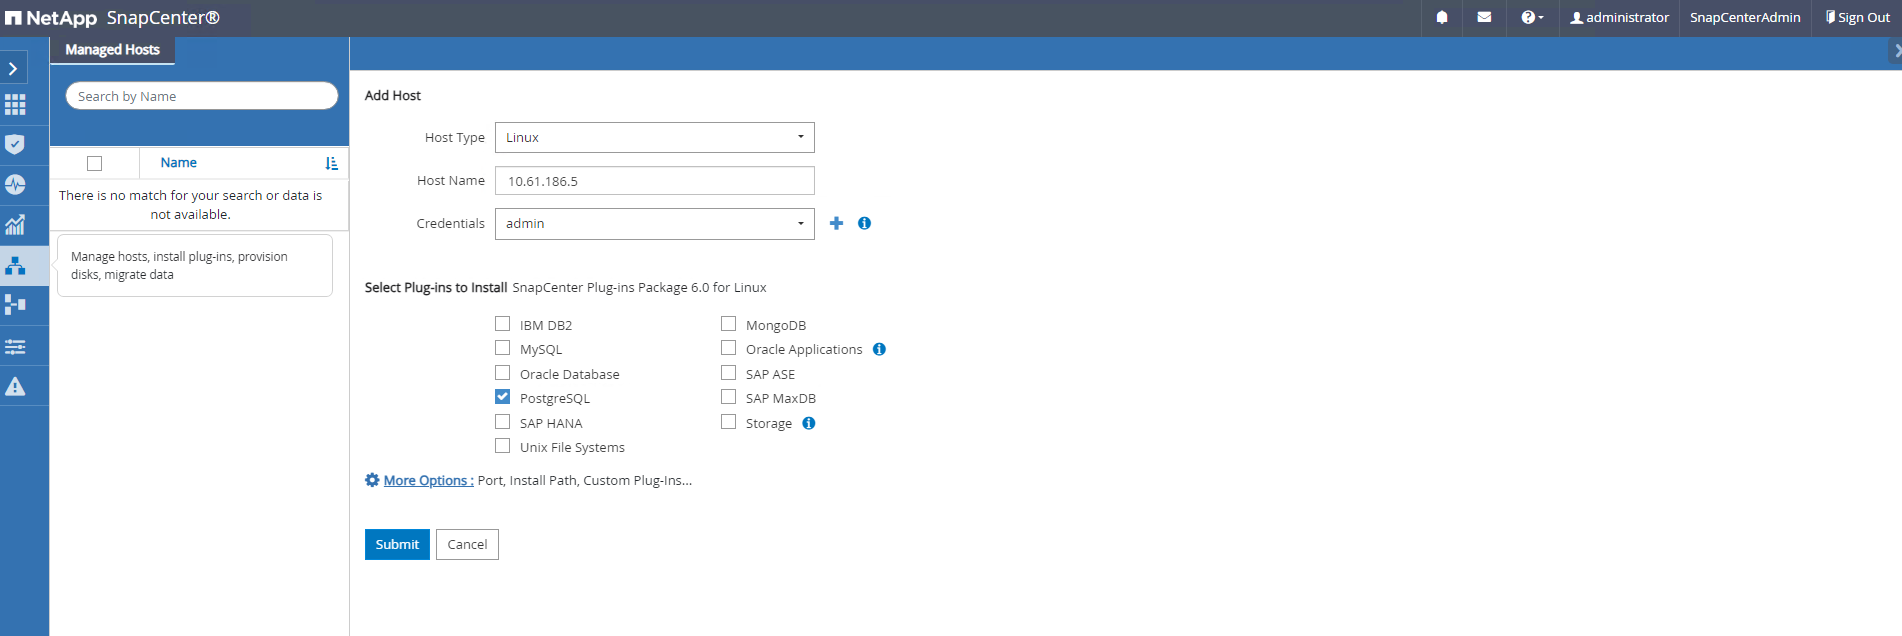 NetApp SnapCenter®
administrator
SnapCenterAdmin
Sign Out
Managed Hosts
Search by Name
Name
There is no match for your search or data is
not available.
Manage hosts, install plug-ins, provision
disks, migrate data
Add Host
Host Type Linux
Host Name 10.61.186.5
Credentials admin
Select Plug-ins to Install SnapCenter Plug-ins Package 6.0 for Linux
IBM DB2 MongoDB
MySQL Oracle Applications
Oracle Database SAP ASE
PostgreSQL SAP MaxDB
SAP HANA Storage
Unix File Systems
More Options : Port, Install Path, Custom Plug-Ins...
Submit Cancel